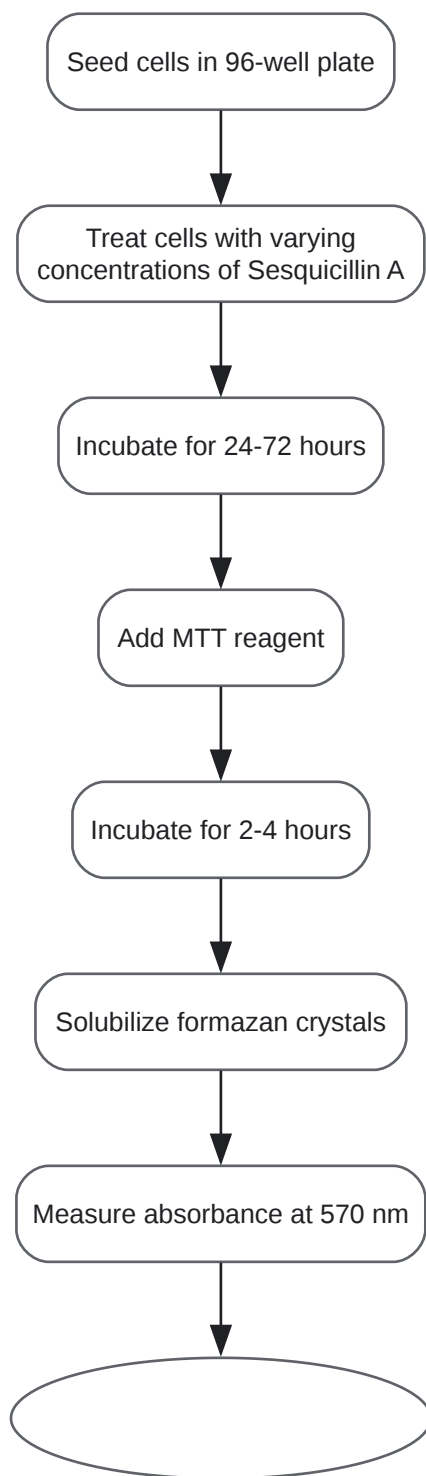 Seed cells in 96-well plate
Treat cells with varying
concentrations of Sesquicillin A
Incubate for 24-72 hours
Add MTT reagent
Incubate for 2-4 hours
Solubilize formazan crystals
Measure absorbance at 570 nm